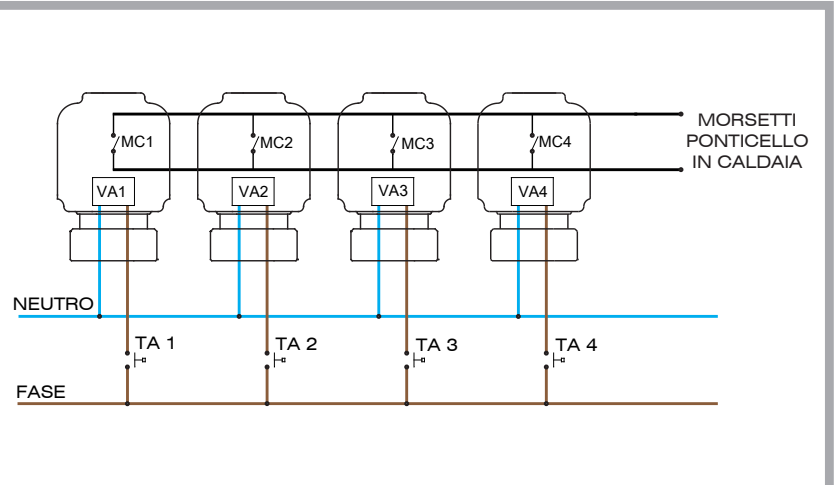 MORSETTI
PONTICELLO
IN CALDAIA
MC1
MC2
MC3
MC4
VA1
VA2
VA3
VA4
NEUTRO
TA 1
TA 2
TA 3
TA 4
FASE